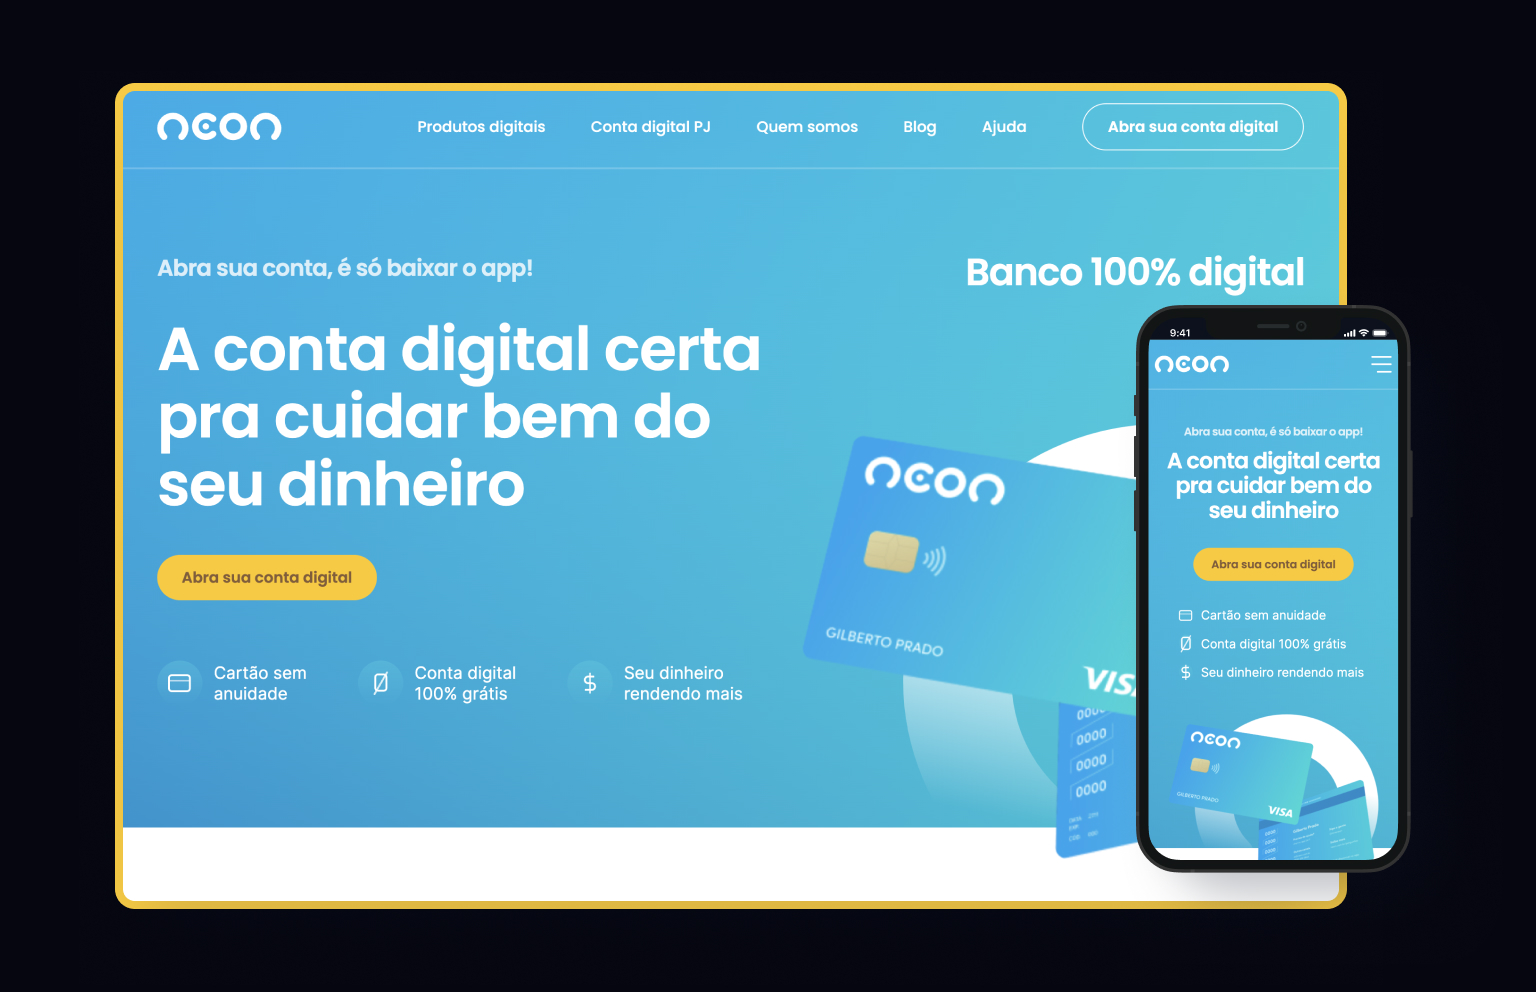 neon
Produtos digitais
Conta digital PJ
Quem somos
Blog
Ajuda
Abra sua conta digital
Abra sua conta, é só baixar o app!
Banco 100% digital
A conta digital certa
pra cuidar bem do
seu dinheiro
Abra sua conta digital
Cartão sem
anuidade
Conta digital
100% grátis
Seu dinheiro
rendendo mais
neon
GILBERTO PRADO
0000
0000
0000
0000
9:41
neon
Abra sua conta, é só baixar o app!
A conta digital certa
pra cuidar bem do
seu dinheiro
Abra sua conta digital
Cartão sem anuidade
Conta digital 100% grátis
Seu dinheiro rendendo mais
neon
GILBERTO PRADO
VISA
Gilberto Prado